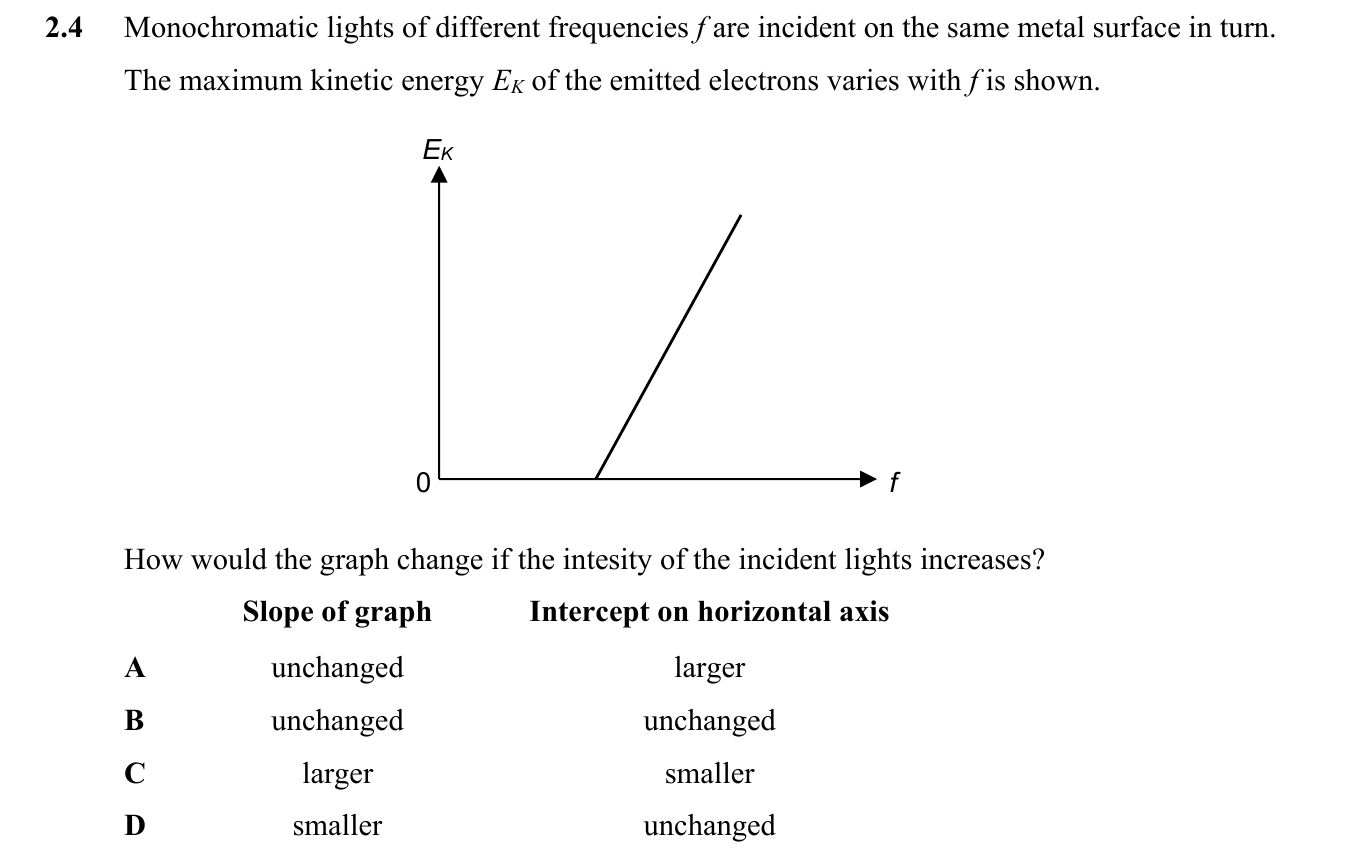 2.4 Monochromatic lights of different frequencies f are incident on the same metal surface in turn.
The maximum kinetic energy EK of the emitted electrons varies with f is shown.
EK
0
f
How would the graph change if the intesity of the incident lights increases?
Slope of graph Intercept on horizontal axis
A unchanged larger
B unchanged unchanged
C larger smaller
D smaller unchanged